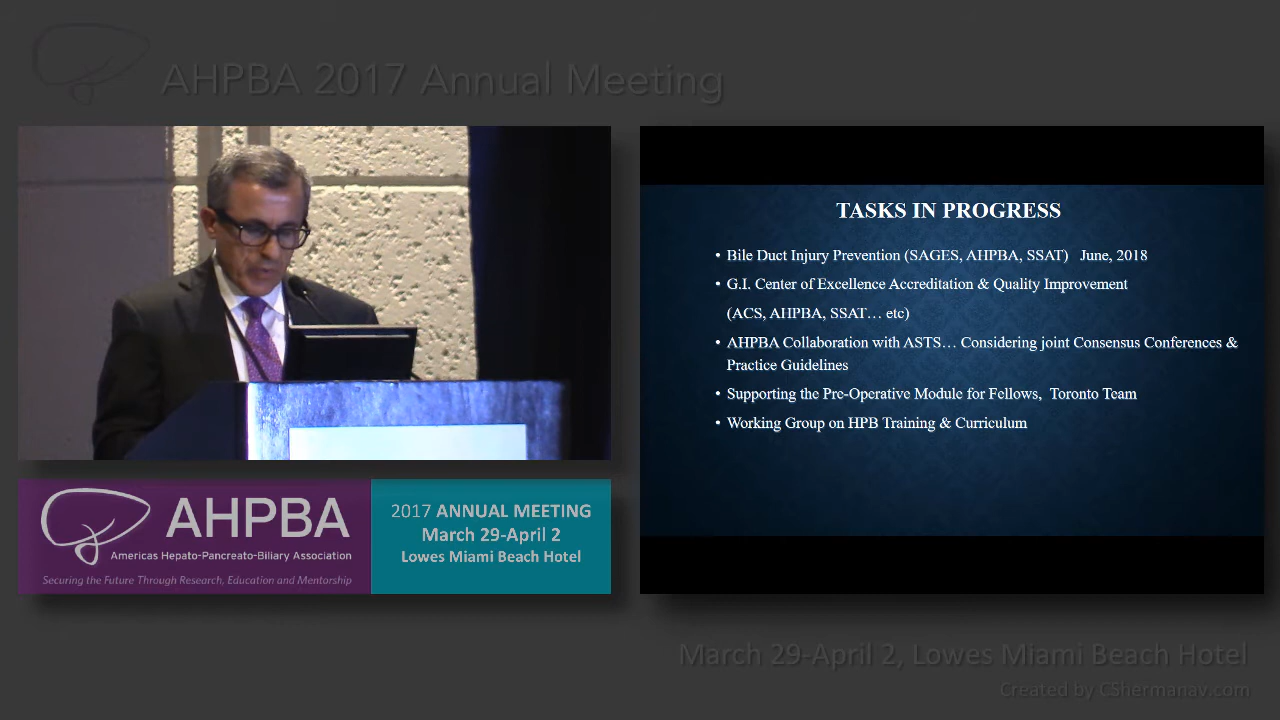 AHPBA 2017 Annual Meeting
TASKS IN PROGRESS
• Bile Duct Injury Prevention (SAGES, AHPBA, SSAT) June, 2018
• G.I. Center of Excellence Accreditation & Quality Improvement
(ACS, AHPBA, SSAT… etc)
• AHPBA Collaboration with ASTS… Considering joint Consensus Conferences &
Practice Guidelines
• Supporting the Pre-Operative Module for Fellows, Toronto Team
• Working Group on HPB Training & Curriculum
AHPBA
Americas Hepato-Pancreato-Biliary Association
Securing the Future Through Research, Education and Mentorship
2017 ANNUAL MEETING
March 29-April 2
Lowes Miami Beach Hotel
March 29-April 2, Lowes Miami Beach Hotel
Created by CShermanav.com